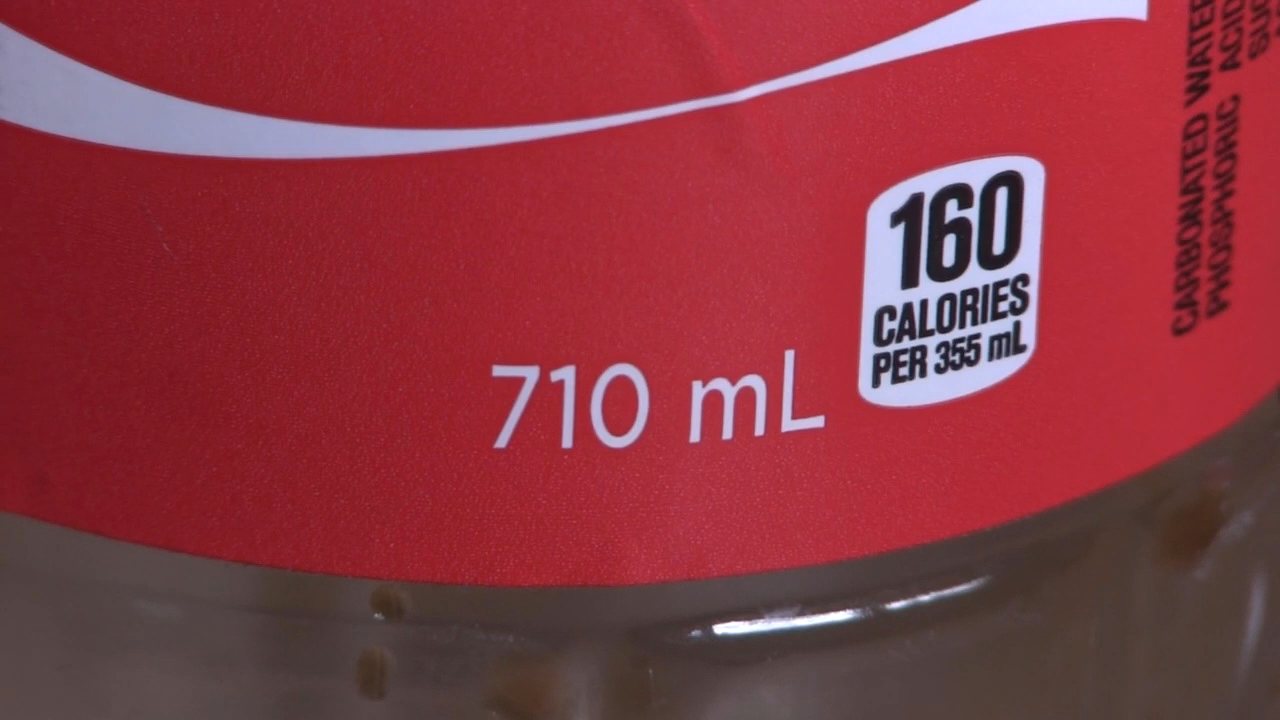 710 mL
160
CALORIES
PER 355 mL
CARBONATED WATER
PHOSPHORIC ACID